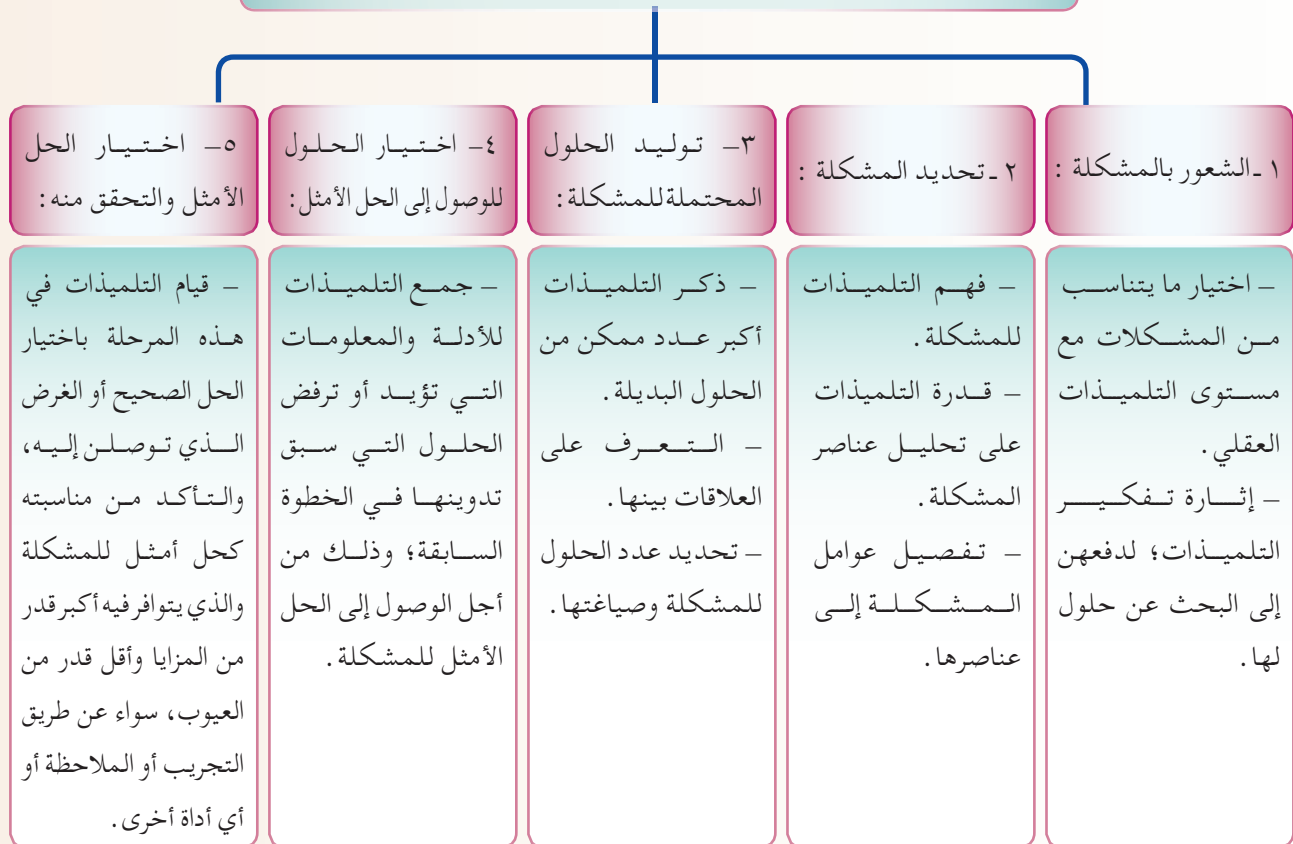 ١ ـ الشعور بالمشكلة :
٢ ـ تحديد المشكلة :
٣– توليد الحلول
المحتملة للمشكلة :
٤– اختيار الحلول
للوصول إلى الحل الأمثل :
٥– اختيار الحل
الأمثل والتحقق منه :
– اختيار ما يتناسب
من المشكلات مع
مستوى التلميذات
العقلي .
– إثارة تفكير
التلميذات؛ لدفعهن
إلى البحث عن حلول
لها .
– فهم التلميذات
للمشكلة .
– قدرة التلميذات
على تحليل عناصر
المشكلة .
– تفصيل عوامل
المشكلة إلى
عناصرها .
– ذكر التلميذات
أكبر عدد ممكن من
الحلول البديلة .
– التعرف على
العلاقات بينها .
– تحديد عدد الحلول
للمشكلة وصياغتها .
– جمع التلميذات
للأدلة والمعلومات
التي تؤيد أو ترفض
الحلول التي سبق
تدوينها في الخطوة
السابقة؛ وذلك من
أجل الوصول إلى الحل
الأمثل للمشكلة .
– قيام التلميذات في
هذه المرحلة باختيار
الحل الصحيح أو الغرض
الذي توصلن إليه،
والتأكد من مناسبته
كحل أمثل للمشكلة
والذي يتوافر فيه أكبر قدر
من المزايا وأقل قدر من
العيوب، سواء عن طريق
التجريب أو الملاحظة أو
أي أداة أخرى .